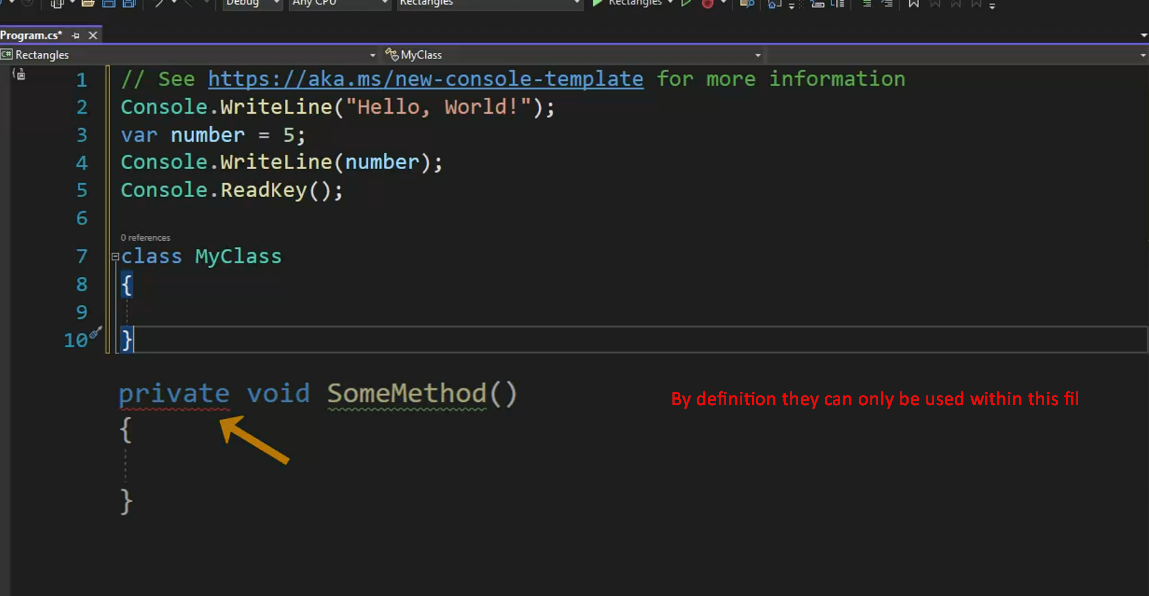 Debug Any CPU Rectangles Rectangles
Program.cs*
C# Rectangles MyClass
1 // See https://aka.ms/new-console-template for more information
2 Console.WriteLine("Hello, World!");
3 var number = 5;
4 Console.WriteLine(number);
5 Console.ReadKey();
6
0 references
7 class MyClass
8 {
9
10 }
private void SomeMethod()
By definition they can only be used within this fil
{
}